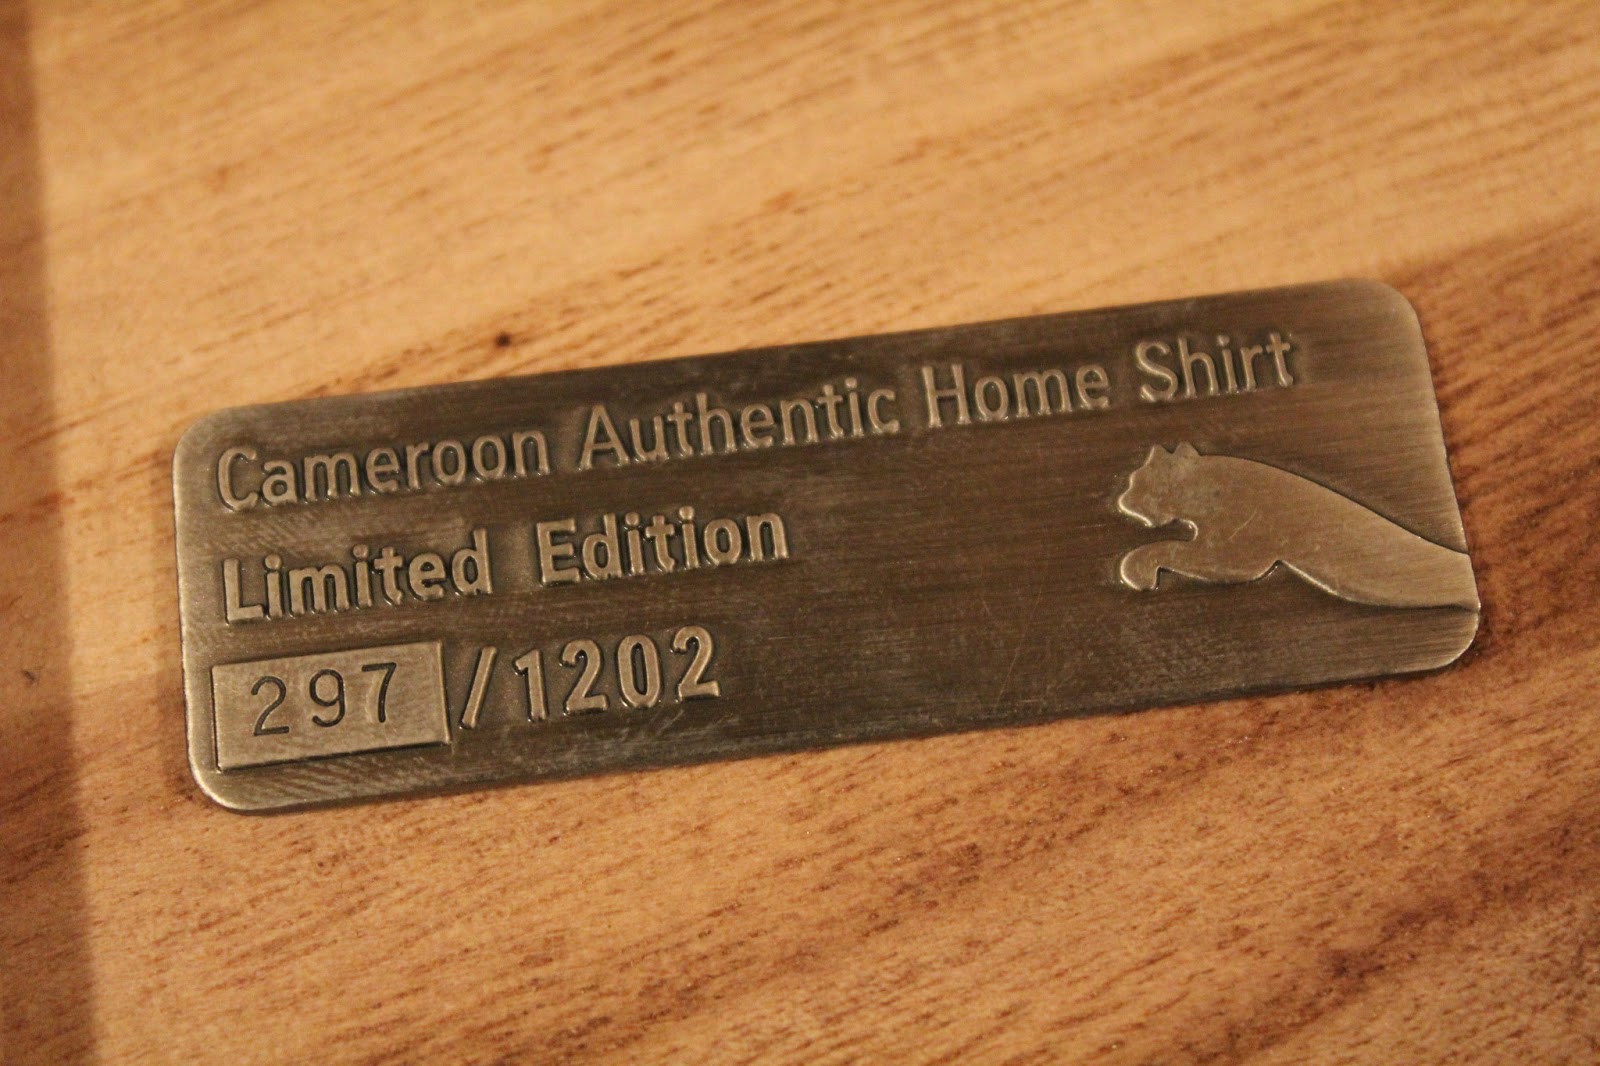 Cameroon Authentic Home Shirt
Limited Edition
297/1202